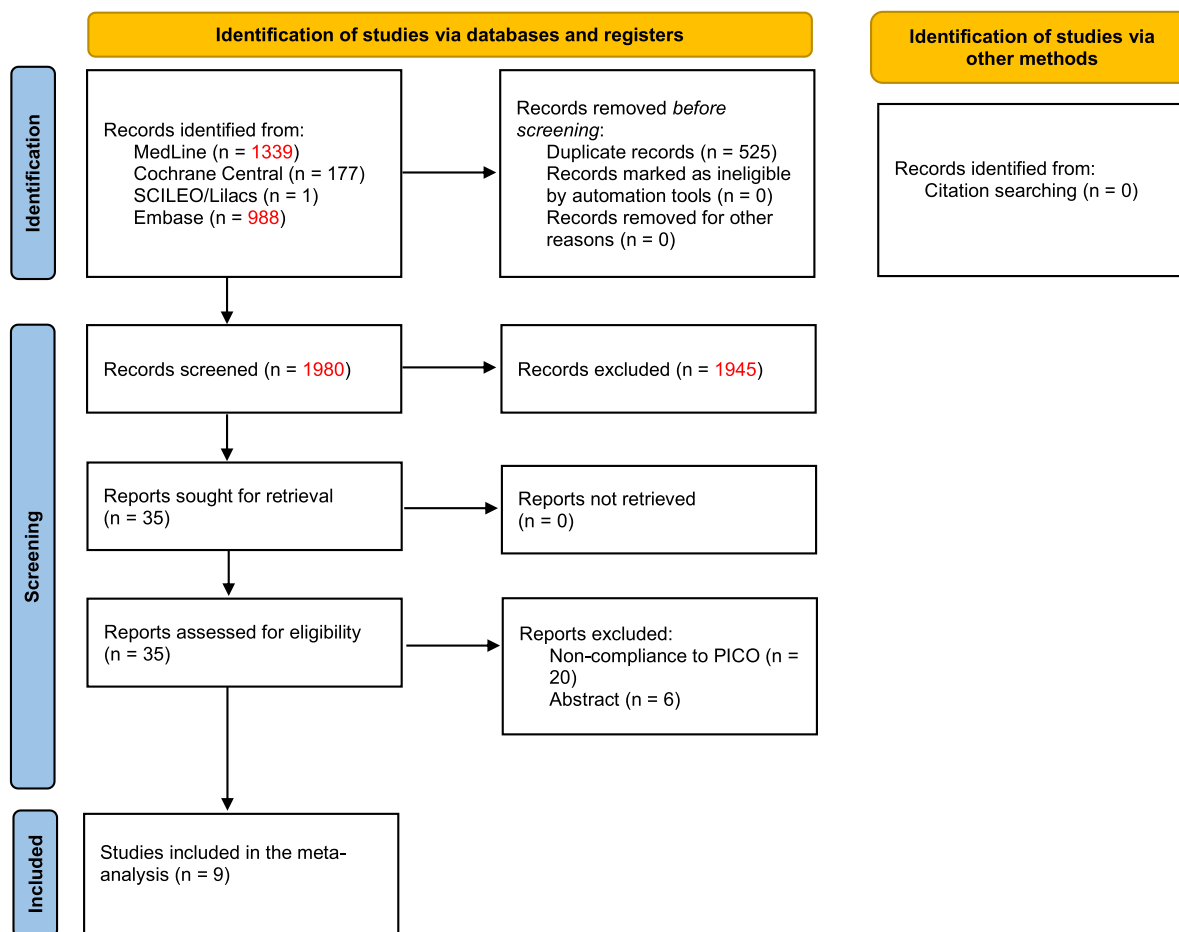 Identification of studies via databases and registers
Identification of studies via
other methods
Identification
Records identified from:
MedLine (n = 1339)
Cochrane Central (n = 177)
SCILEO/Lilacs (n = 1)
Embase (n = 988)
Records removed before
screening:
Duplicate records (n = 525)
Records marked as ineligible
by automation tools (n = 0)
Records removed for other
reasons (n = 0)
Records identified from:
Citation searching (n = 0)
Screening
Records screened (n = 1980)
Records excluded (n = 1945)
Reports sought for retrieval
(n = 35)
Reports not retrieved
(n = 0)
Reports assessed for eligibility
(n = 35)
Reports excluded:
Non-compliance to PICO (n =
20)
Abstract (n = 6)
Included
Studies included in the meta-
analysis (n = 9)